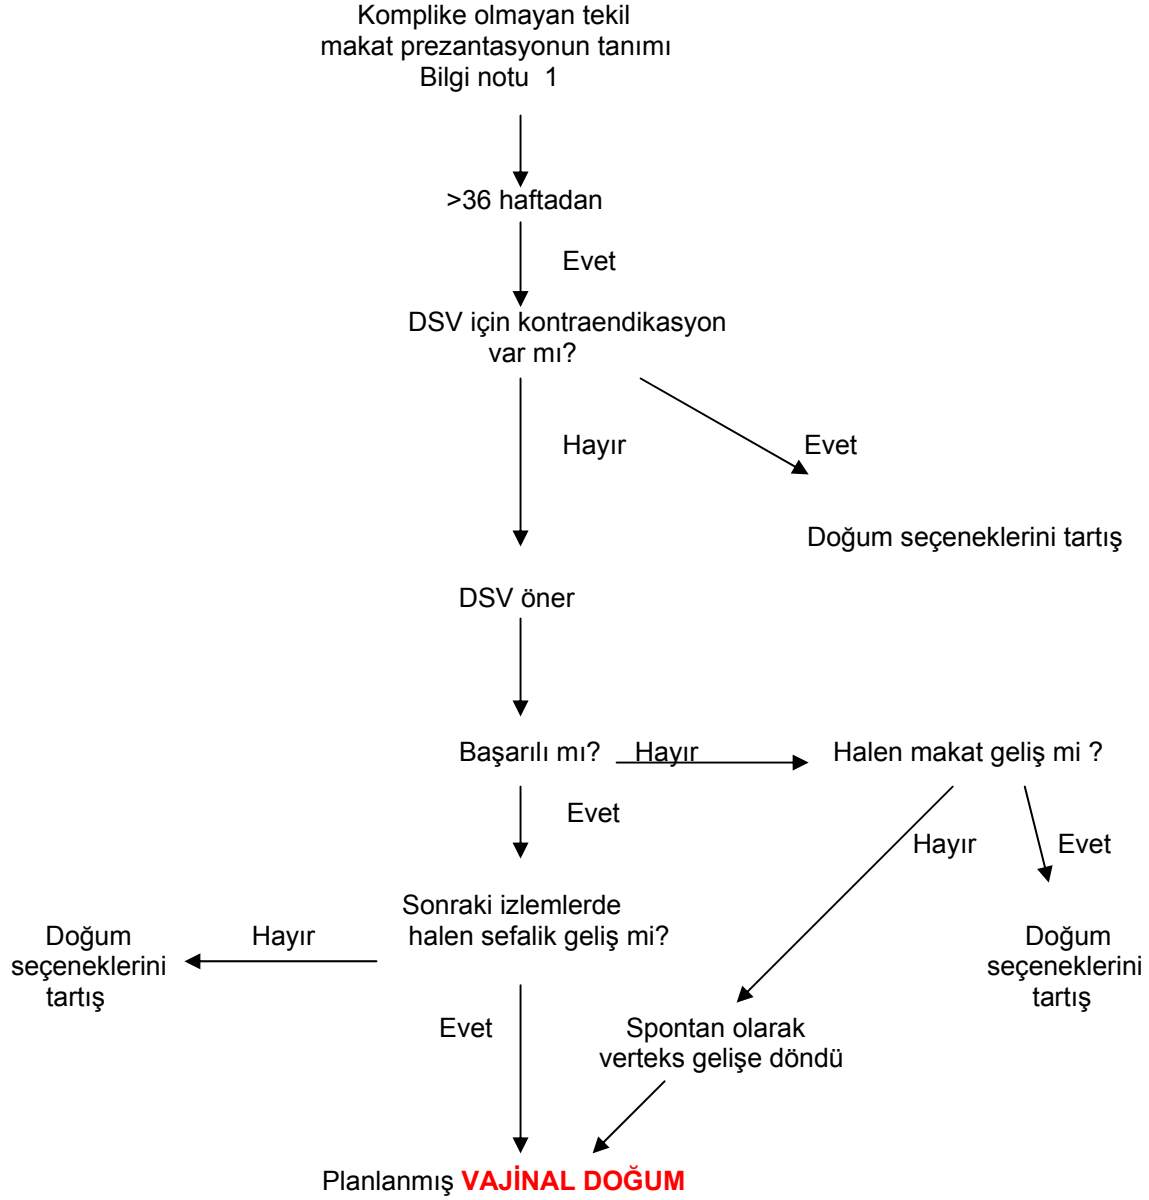 Komplike olmayan tekil
makat prezantasyonun tanımı
Bilgi notu 1
>36 haftadan
Evet
DSV için kontraendikasyon
var mı?
Hayır
Evet
Doğum seçeneklerini tartış
DSV öner
Başarılı mı?
Hayır
Halen makat geliş mi ?
Evet
Hayır
Evet
Sonraki izlemlerde
halen sefalik geliş mi?
Hayır
Doğum
seçeneklerini
tartış
Doğum
seçeneklerini
tartış
Evet
Spontan olarak
verteks gelişe döndü
Planlanmış VAJİNAL DOĞUM